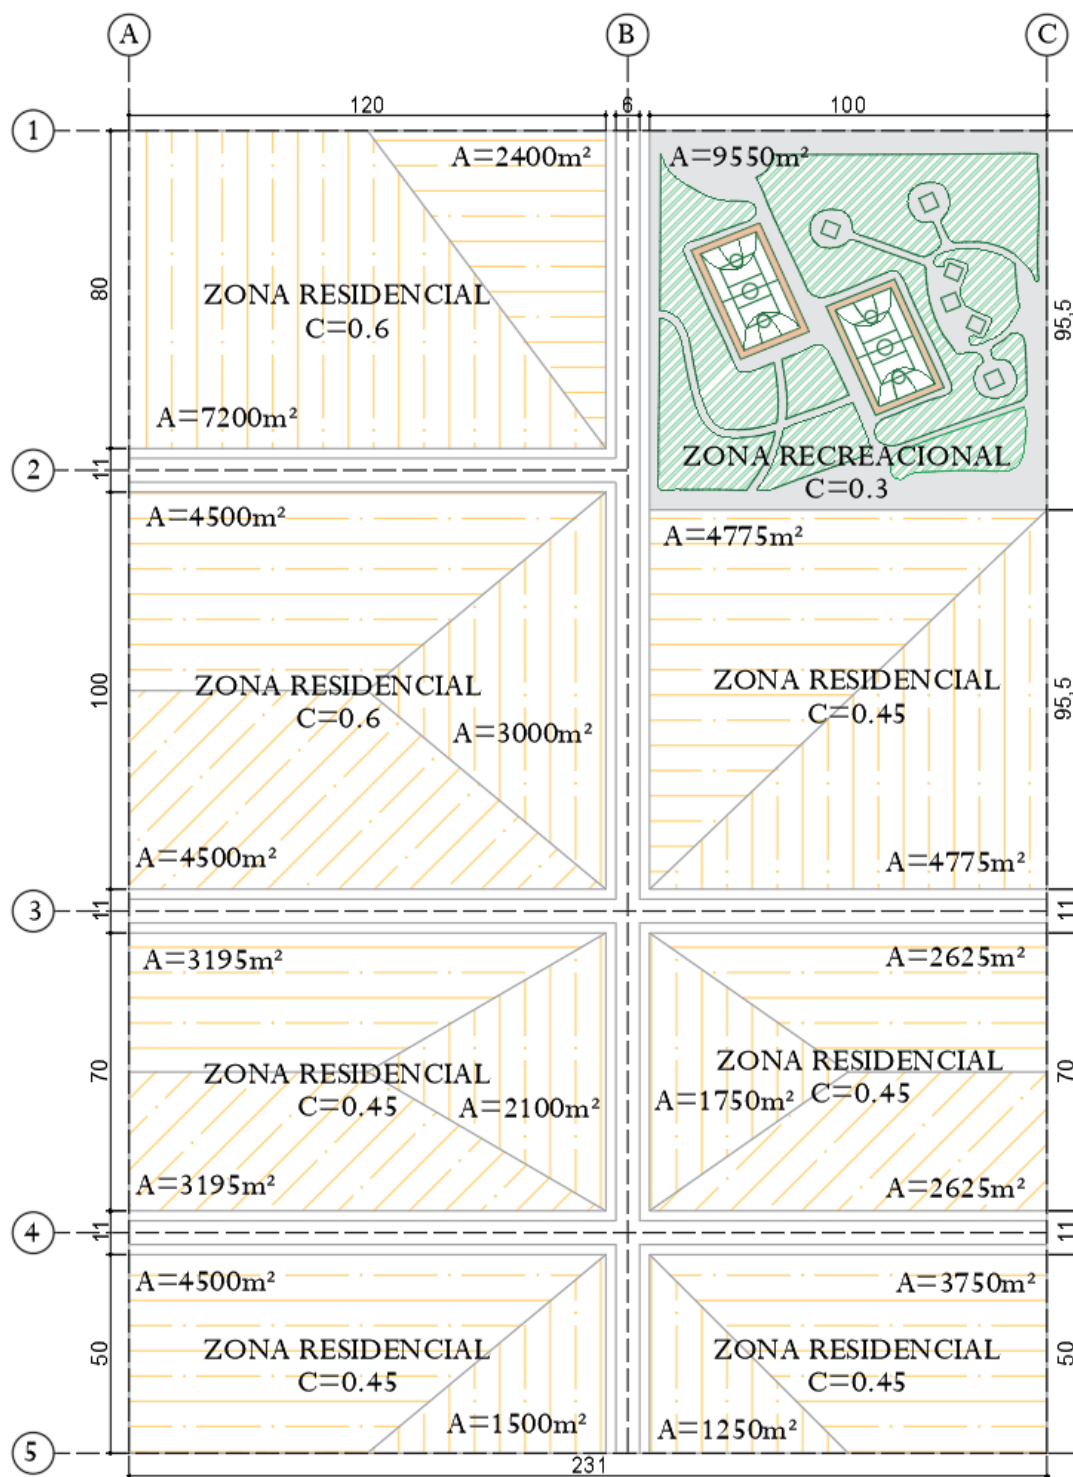 A
B
C
120
6
100
1
A=2400m²
A=9550m²
80
ZONA RESIDENCIAL
C=0.6
95,5
A=7200m²
ZONA RECREACIONAL
C=0.3
11
2
A=4500m²
A=4775m²
100
ZONA RESIDENCIAL
C=0.6
ZONA RESIDENCIAL
C=0.45
95,5
A=3000m²
A=4500m²
A=4775m²
3
11
11
A=3195m²
A=2625m²
70
ZONA RESIDENCIAL
C=0.45
ZONA RESIDENCIAL
C=0.45
70
A=2100m²
A=1750m²
A=3195m²
A=2625m²
4
11
11
A=4500m²
A=3750m²
50
ZONA RESIDENCIAL
C=0.45
ZONA RESIDENCIAL
C=0.45
50
A=1500m²
A=1250m²
5
231